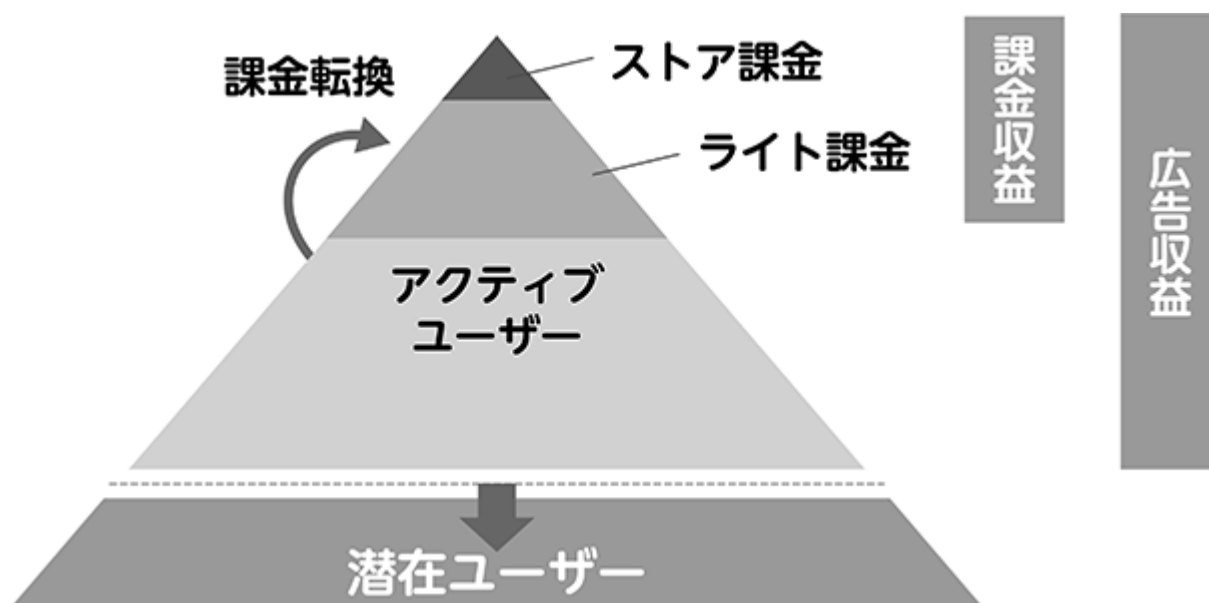 課金転換
ストア課金
ライト課金
アクティブ
ユーザー
潜在ユーザー
課金収益
広告収益